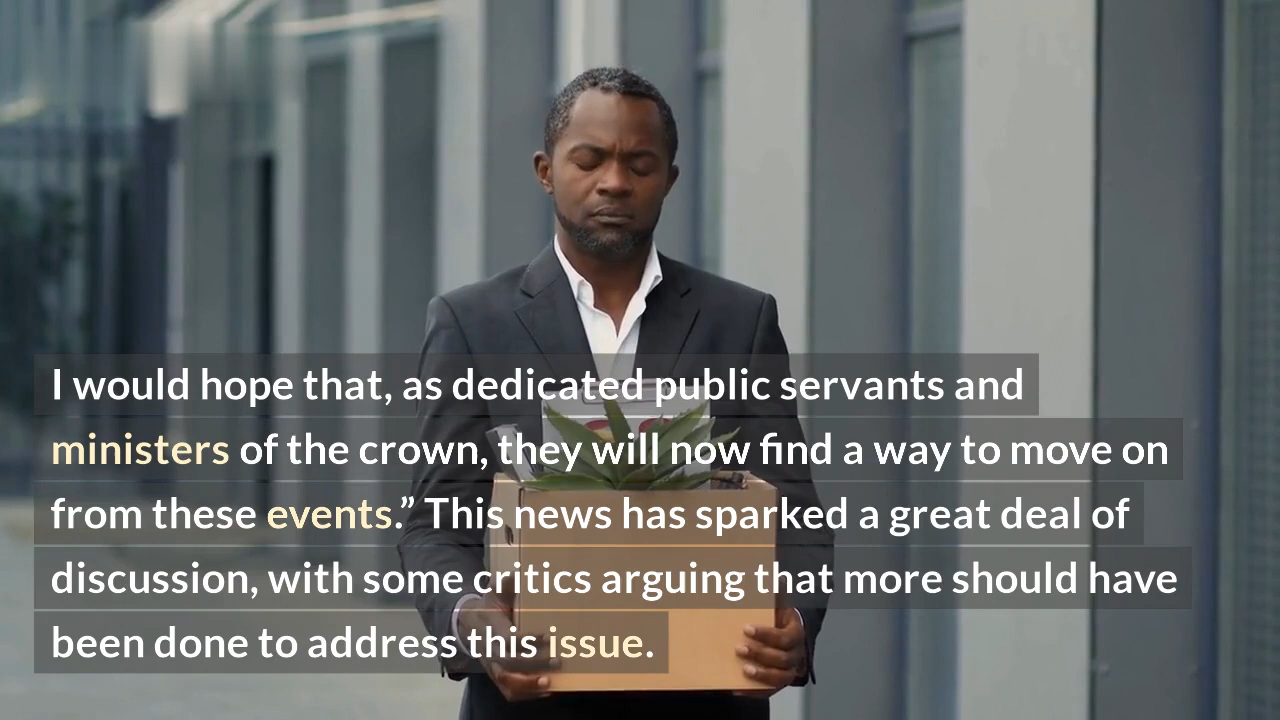 I would hope that, as dedicated public servants and
ministers of the crown, they will now find a way to move on
from these events.” This news has sparked a great deal of
discussion, with some critics arguing that more should have
been done to address this issue.